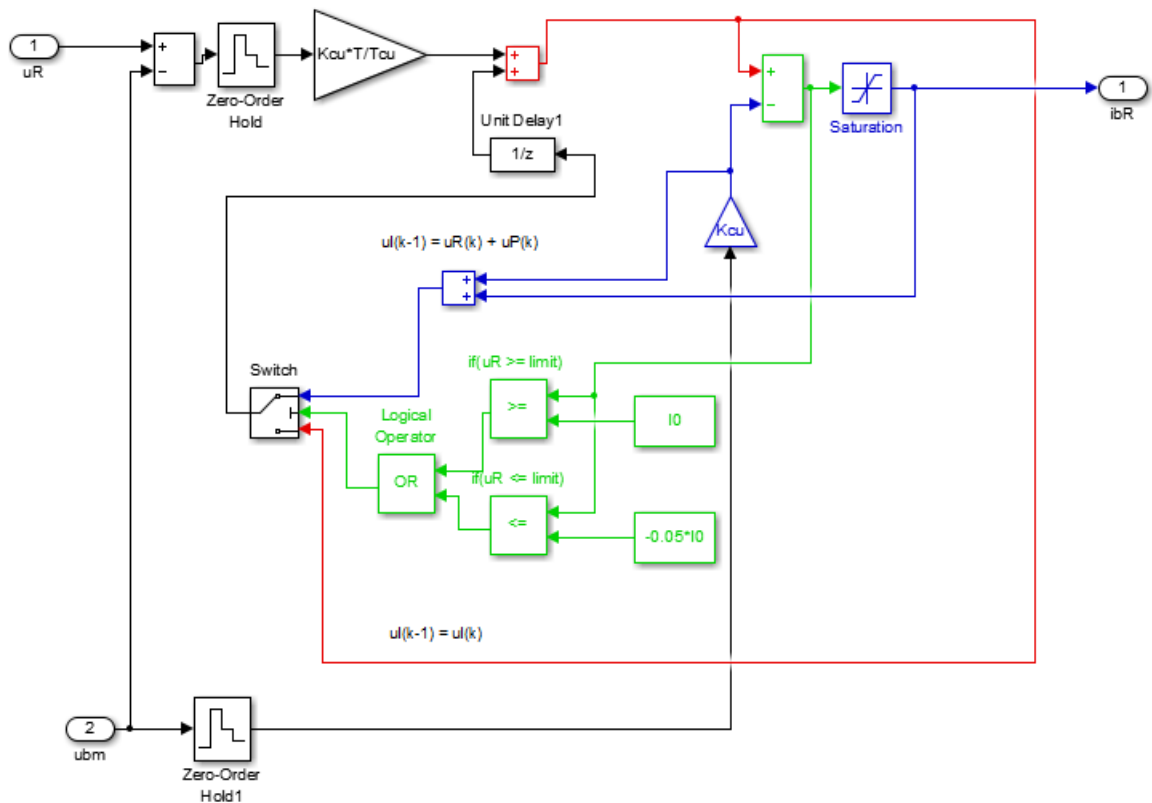 1
uR
+
−
Zero-Order
Hold
Kcu*T/Tcu
+
+
Unit Delay1
1/z
+
−
Saturation
1
ibR
Kcu
uI(k-1) = uR(k) + uP(k)
+
+
Switch
if(uR >= limit)
>=
I0
Logical
Operator
OR
if(uR <= limit)
<=
-0.05*I0
uI(k-1) = uI(k)
2
ubm
Zero-Order
Hold1